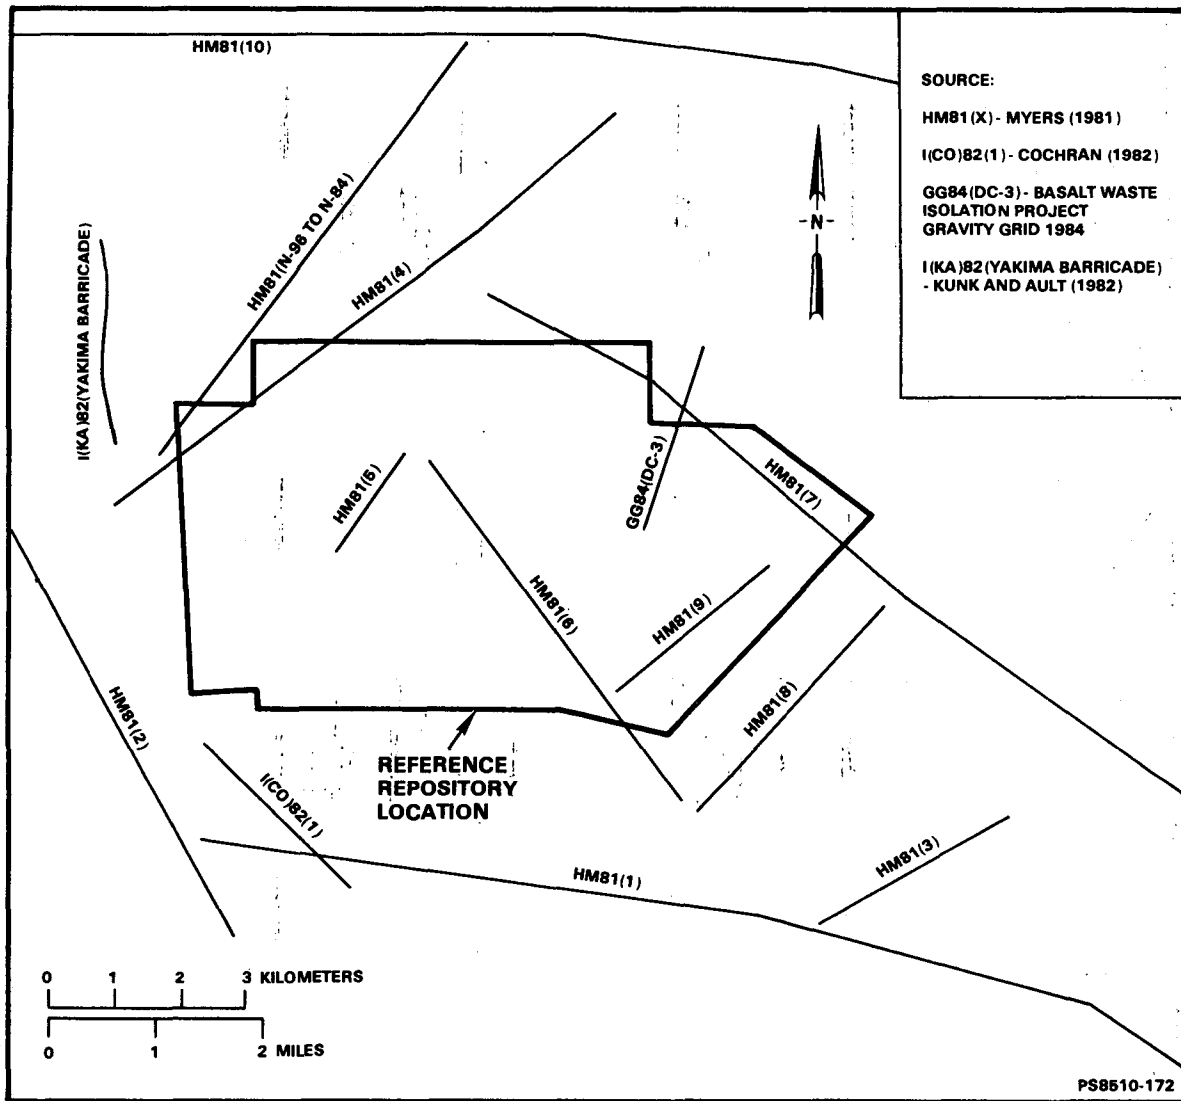 HM81(10)
SOURCE:
HM81(X) - MYERS (1981)
I(CO)82(1) - COCHRAN (1982)
GG84(DC-3) - BASALT WASTE
ISOLATION PROJECT
GRAVITY GRID 1984
I(KA)82(YAKIMA BARRICADE)
- KUNK AND AULT (1982)
-N-
HM81(N-96 TO N-84)
HM81(4)
I(KA)82(YAKIMA BARRICADE)
HM81(5)
GG84(DC-3)
HM81(7)
HM81(6)
HM81(9)
HM81(8)
HM81(2)
REFERENCE
REPOSITORY
LOCATION
I(CO)82(1)
HM81(1)
HM81(3)
0 1 2 3 KILOMETERS
0 1 2 MILES
PS8510-172